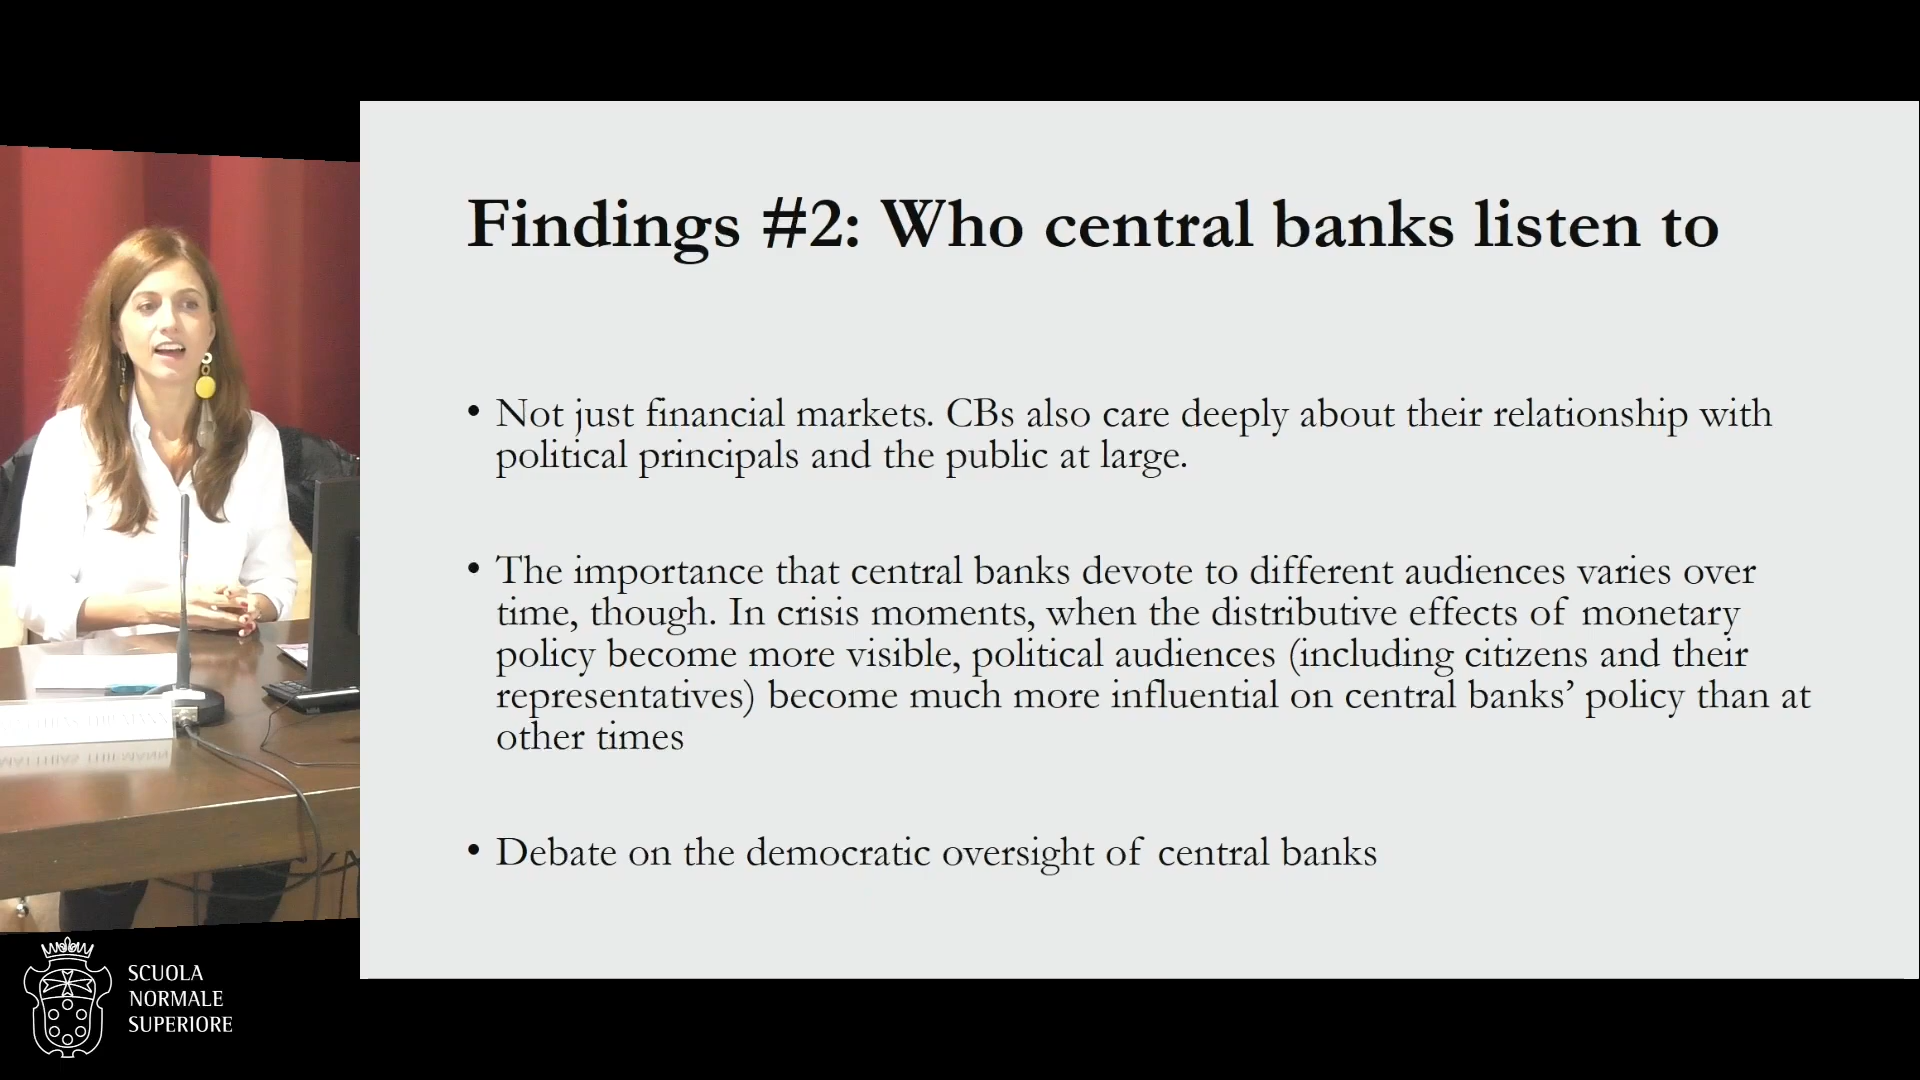 Findings #2: Who central banks listen to
• Not just financial markets. CBs also care deeply about their relationship with
political principals and the public at large.
• The importance that central banks devote to different audiences varies over
time, though. In crisis moments, when the distributive effects of monetary
policy become more visible, political audiences (including citizens and their
representatives) become much more influential on central banks’ policy than at
other times
• Debate on the democratic oversight of central banks
SCUOLA
NORMALE
SUPERIORE